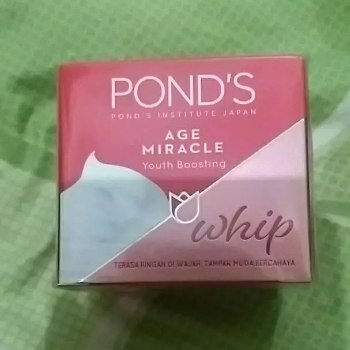 POND'S
POND'S INSTITUTE JAPAN
AGE
MIRACLE
Youth Boosting
whip
TERASA RINGAN DI WAJAH, TAMPAK MUDA BERCAHAYA